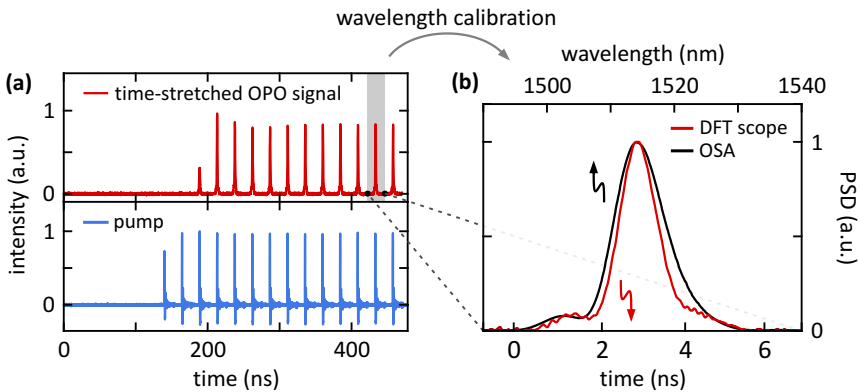 wavelength calibration
(a)
time-stretched OPO signal
1
0
pump
1
0
intensity (a.u.)
0
200
400
time (ns)
(b)
wavelength (nm)
1500
1520
1540
DFT scope
OSA
1
0
PSD (a.u.)
0
2
4
6
time (ns)